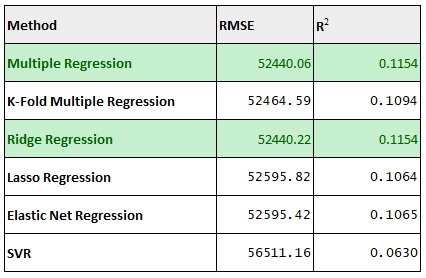 Method RMSE R²
Multiple Regression 52440.06 0.1154
K-Fold Multiple Regression 52464.59 0.1094
Ridge Regression 52440.22 0.1154
Lasso Regression 52595.82 0.1064
Elastic Net Regression 52595.42 0.1065
SVR 56511.16 0.0630